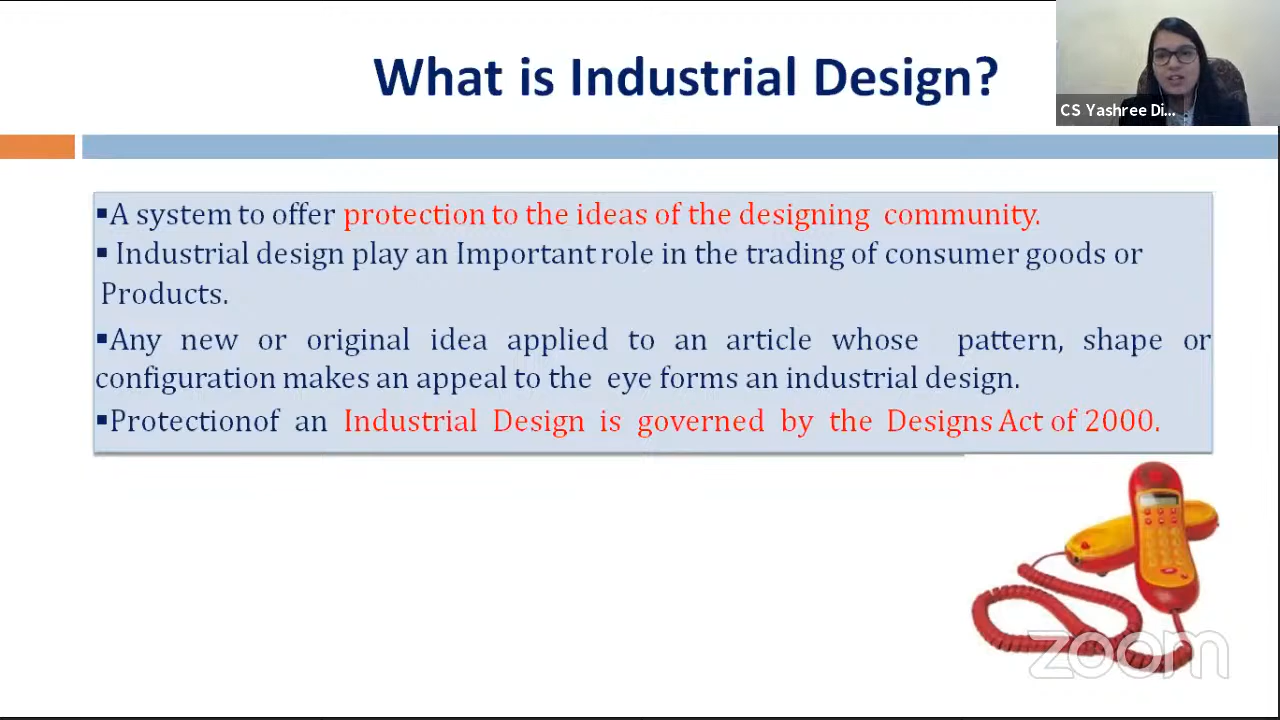 What is Industrial Design?
CS Yashree Di...
▪A system to offer protection to the ideas of the designing community.
▪ Industrial design play an Important role in the trading of consumer goods or
Products.
▪Any new or original idea applied to an article whose pattern, shape or
configuration makes an appeal to the eye forms an industrial design.
▪Protectionof an Industrial Design is governed by the Designs Act of 2000.
zoom